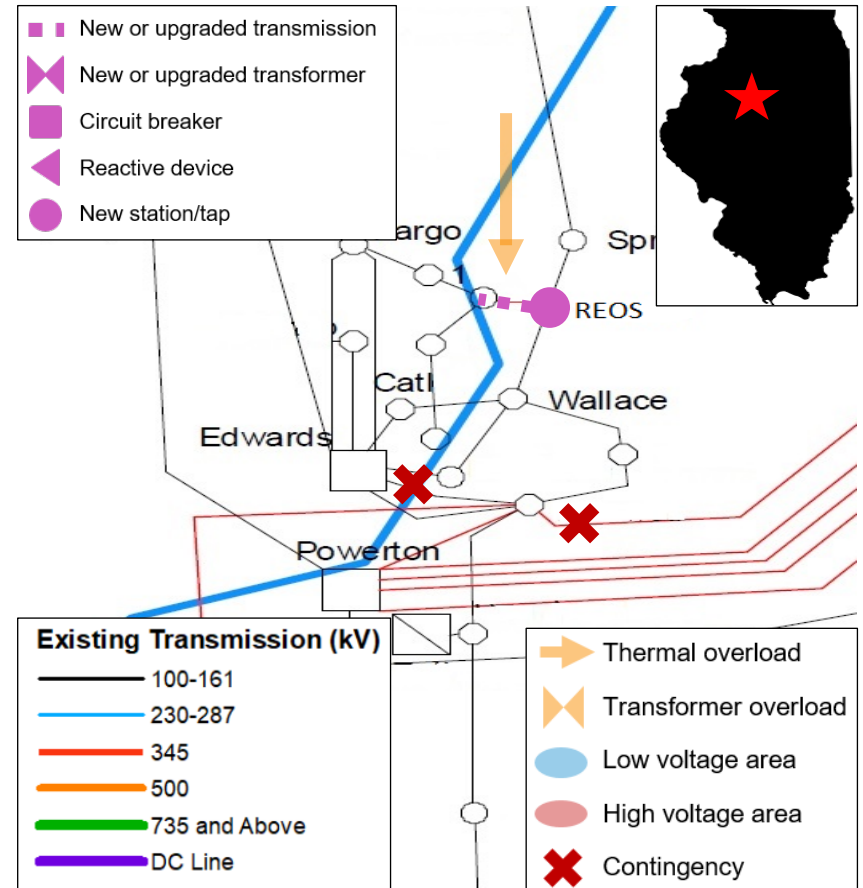 New or upgraded transmission
New or upgraded transformer
Circuit breaker
Reactive device
New station/tap
argo
Spr
1
REOS
Catl
Wallace
Edwards
Powerton
Existing Transmission (kV)
100-161
230-287
345
500
735 and Above
DC Line
Thermal overload
Transformer overload
Low voltage area
High voltage area
Contingency